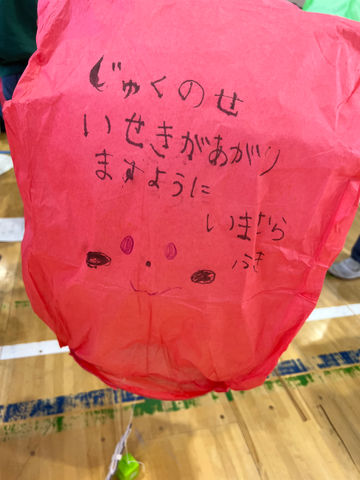 じゅくのせ
いせきがあがり
ますように
いまむら